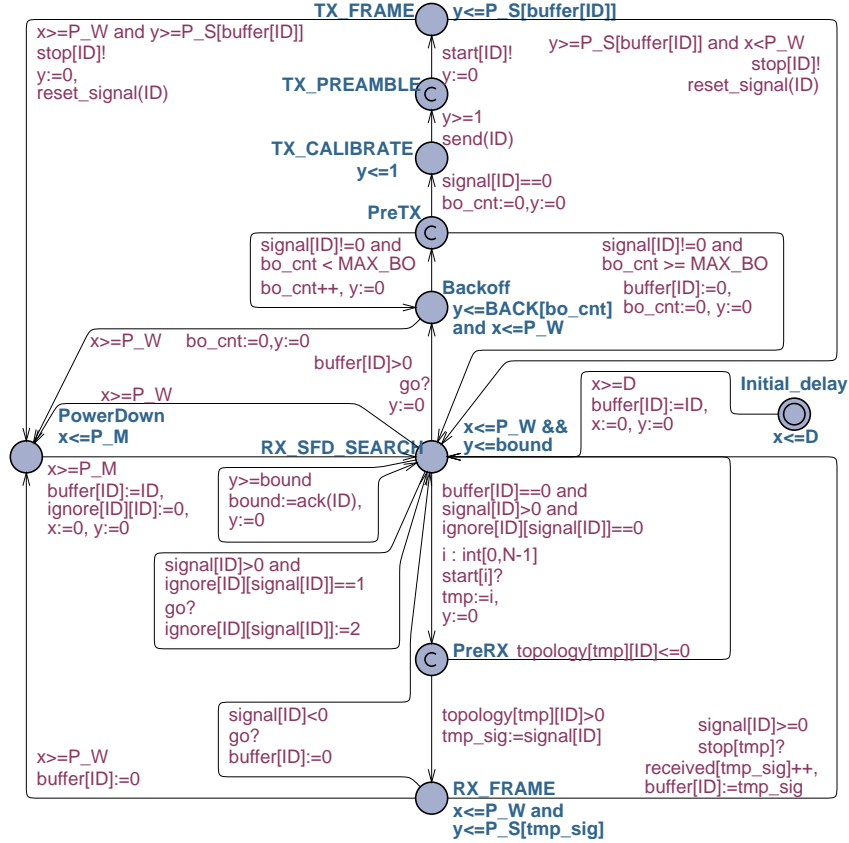 TX_FRAME
y<=P_S[buffer[ID]]
x>=P_W and y>=P_S[buffer[ID]]
stop[ID]!
y:=0,
reset_signal(ID)
start[ID]!
y:=0
y>=P_S[buffer[ID]] and x<P_W
stop[ID]!
reset_signal(ID)
TX_PREAMBLE
C
y>=1
send(ID)
TX_CALIBRATE
y<=1
signal[ID]==0
bo_cnt:=0,y:=0
PreTX
C
signal[ID]!=0 and
bo_cnt < MAX_BO
bo_cnt++, y:=0
signal[ID]!=0 and
bo_cnt >= MAX_BO
buffer[ID]:=0,
bo_cnt:=0, y:=0
Backoff
y<=BACK[bo_cnt]
and x<=P_W
x>=P_W
bo_cnt:=0,y:=0
buffer[ID]>0
go?
y:=0
x>=P_W
PowerDown
x<=P_M
x>=D
buffer[ID]:=ID,
x:=0, y:=0
Initial_delay
x<=D
RX_SFD_SEARCH
x<=P_W &&
y<=bound
x>=P_M
buffer[ID]:=ID,
ignore[ID][ID]:=0,
x:=0, y:=0
y>=bound
bound:=ack(ID),
y:=0
buffer[ID]==0 and
signal[ID]>0 and
ignore[ID][signal[ID]]==0
i : int[0,N-1]
start[i]?
tmp:=i,
y:=0
signal[ID]>0 and
ignore[ID][signal[ID]]==1
go?
ignore[ID][signal[ID]]:=2
C
PreRX
topology[tmp][ID]<=0
signal[ID]<0
go?
buffer[ID]:=0
topology[tmp][ID]>0
tmp_sig:=signal[ID]
signal[ID]>=0
stop[tmp]?
received[tmp_sig]++,
buffer[ID]:=tmp_sig
x>=P_W
buffer[ID]:=0
RX_FRAME
x<=P_W and
y<=P_S[tmp_sig]